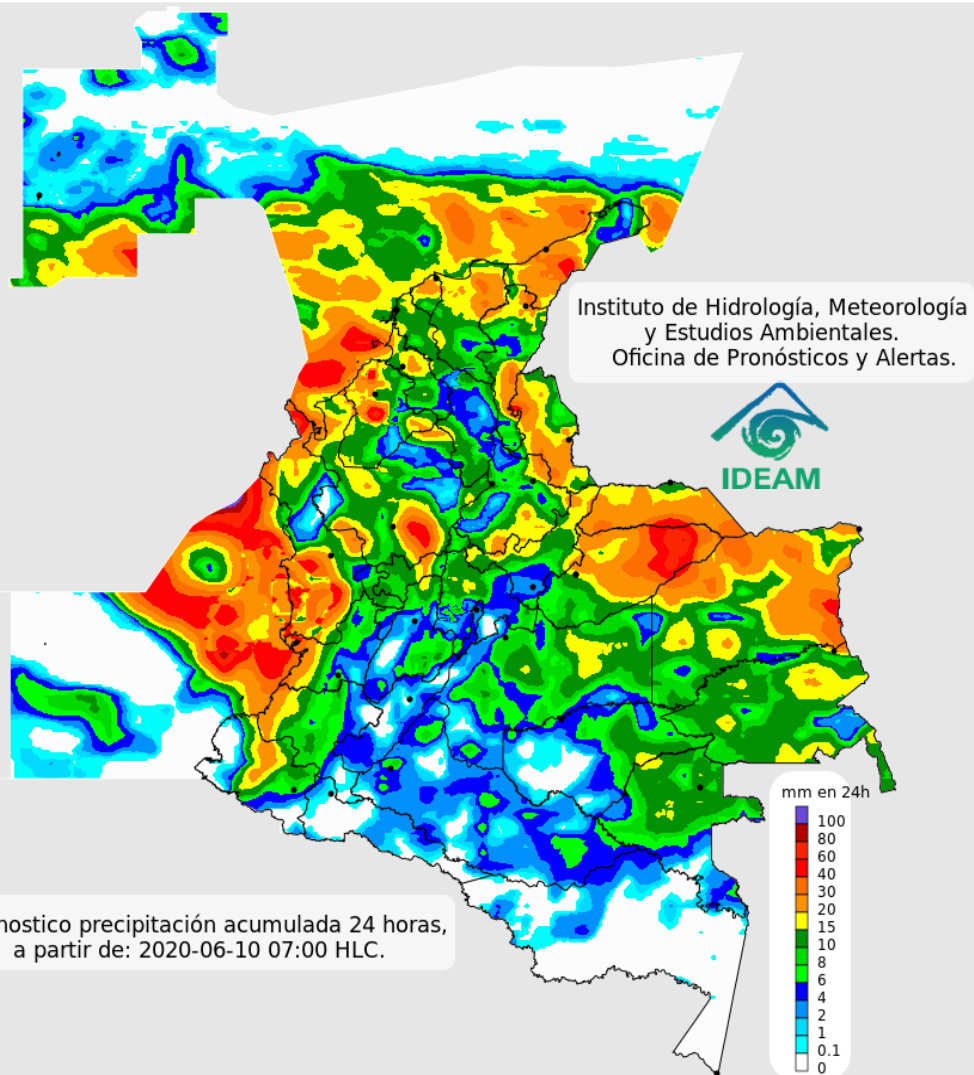 Instituto de Hidrología, Meteorología
y Estudios Ambientales.
Oficina de Pronósticos y Alertas.
IDEAM
mm en 24h
100
80
60
40
30
20
15
10
8
6
4
2
1
0.1
0
nostico precipitación acumulada 24 horas,
a partir de: 2020-06-10 07:00 HLC.